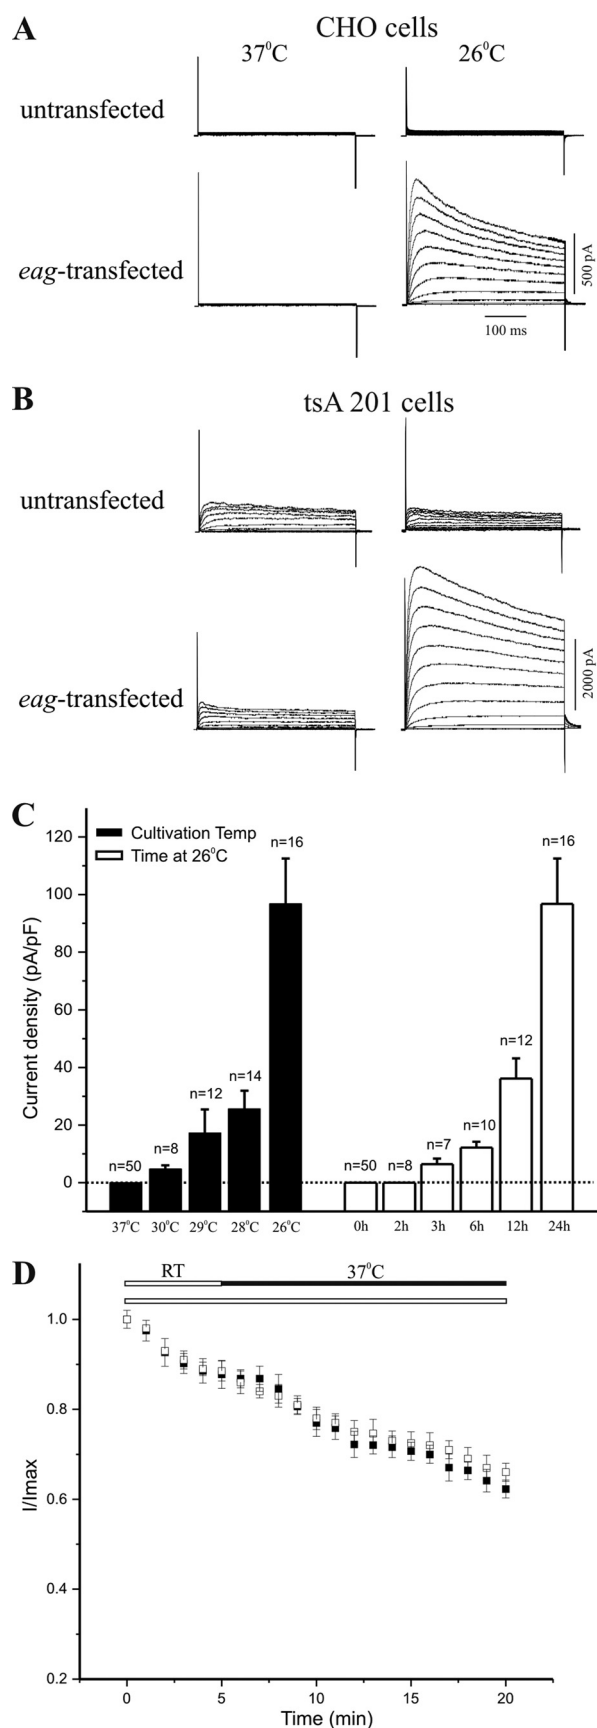 A
CHO cells
37⁰C 26⁰C
untransfected
eag-transfected
500 pA
100 ms
B
tsA 201 cells
untransfected
eag-transfected
2000 pA
C
Cultivation Temp
Time at 26⁰C
Current density (pA/pF)
120
100
80
60
40
20
0
n=50 n=8 n=12 n=14 n=16 n=50 n=8 n=7 n=10 n=12 n=16
37⁰C 30⁰C 29⁰C 28⁰C 26⁰C 0h 2h 3h 6h 12h 24h
D
RT 37⁰C
I/Imax
1.0
0.8
0.6
0.4
0.2
0 5 10 15 20
Time (min)